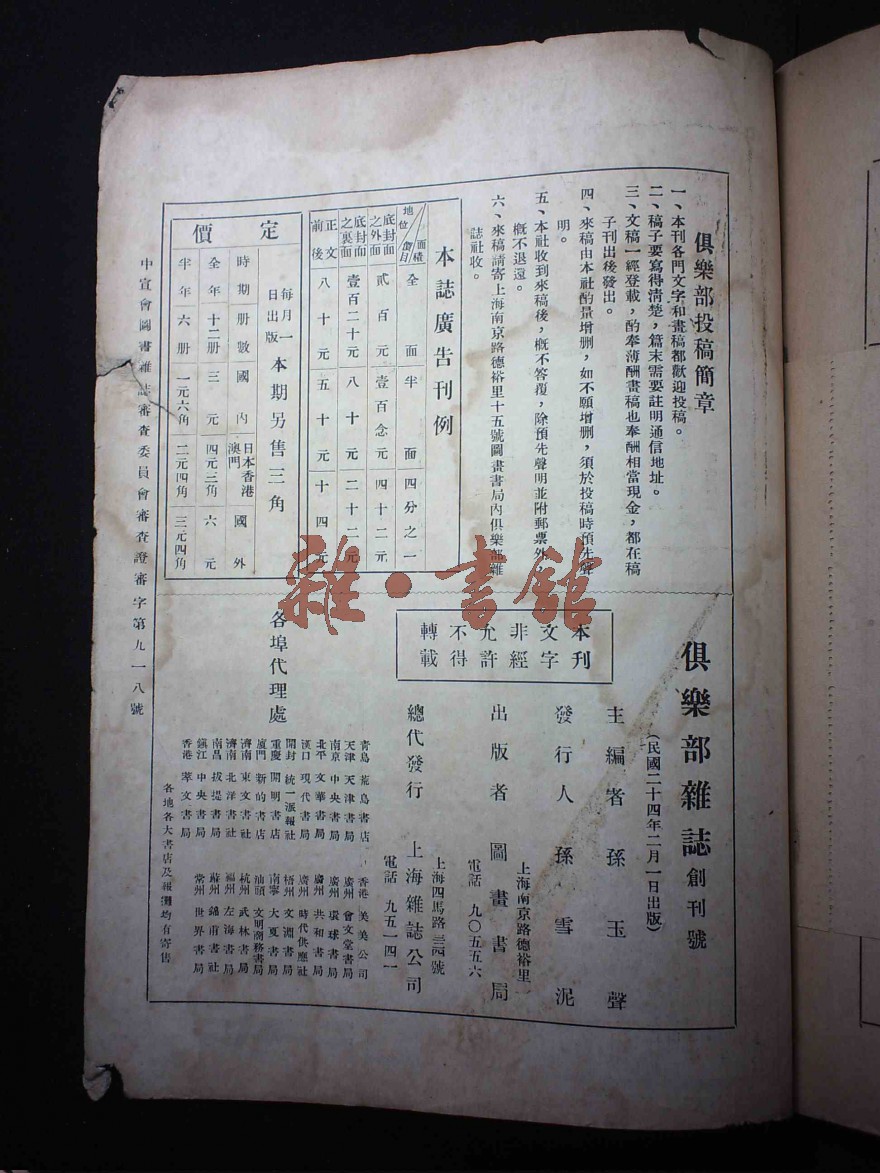 俱樂部投稿簡章
一、本刊各門文字和畫稿都歡迎投稿。
二、稿子要寫得清楚，篇末需要註明通信地址。
三、文稿一經登載，酌奉薄酬畫稿也奉酬相當現金，都在稿
子刊出後發出。
四、來稿由本社酌量增刪，如不願增刪，須於投稿時預先聲
明。
五、本社收到來稿後，概不答覆，除預先聲明並附郵票外
概不退還。
六、來稿請寄上海南京路德裕里十五號圖畫書局內俱樂部雜
誌社收。
本誌廣告刊例
面積 價目 地位
全面 半面 四分之一
底封面之外面 貳百元 壹百念元 四十二元
底封面之裏面 壹百二十元 八十元 二十二元
正文前後 八十元 五十元 十四元
定價
每月一日出版 本期另售三角
時期 册數 國內 日本香港澳門 國外
全年 十二册 三元 四元三角 六元
半年 六册 一元六角 二元四角 三元四角
中宣會圖書雜誌審查委員會審查證審字第九一八號
俱樂部雜誌 創刊號
（民國二十四年二月一日出版）
主編者 孫玉聲
發行人 孫雪泥
出版者 圖畫書局
上海南京路德裕里
電話 九〇五五六
總代發行 上海雜誌公司
上海四馬路三二四號
電話 九五一四一
本刊
文字
非經
允許
不得
轉載
各埠代理處
青島 荒島書店
天津 天津書局
南京 中央書局
北平 文華書局
漢口 現代書局
開封 統一派報社
重慶 開明書店
廈門 新的書店
濟南 東文書社
濟南 北洋書社
南昌 拔提書局
鎮江 中央書局
香港 萃文書局
香港 美美公司
廣州 會文堂書局
廣州 環球書局
廣州 共和書局
廣州 時代供應社
梧州 文淵書局
南寧 大夏書局
汕頭 文明商務書局
杭州 武林書局
福州 左海書局
蘇州 錦甫書社
常州 世界書局
各地各大書店及報攤均有寄售
雜·書館